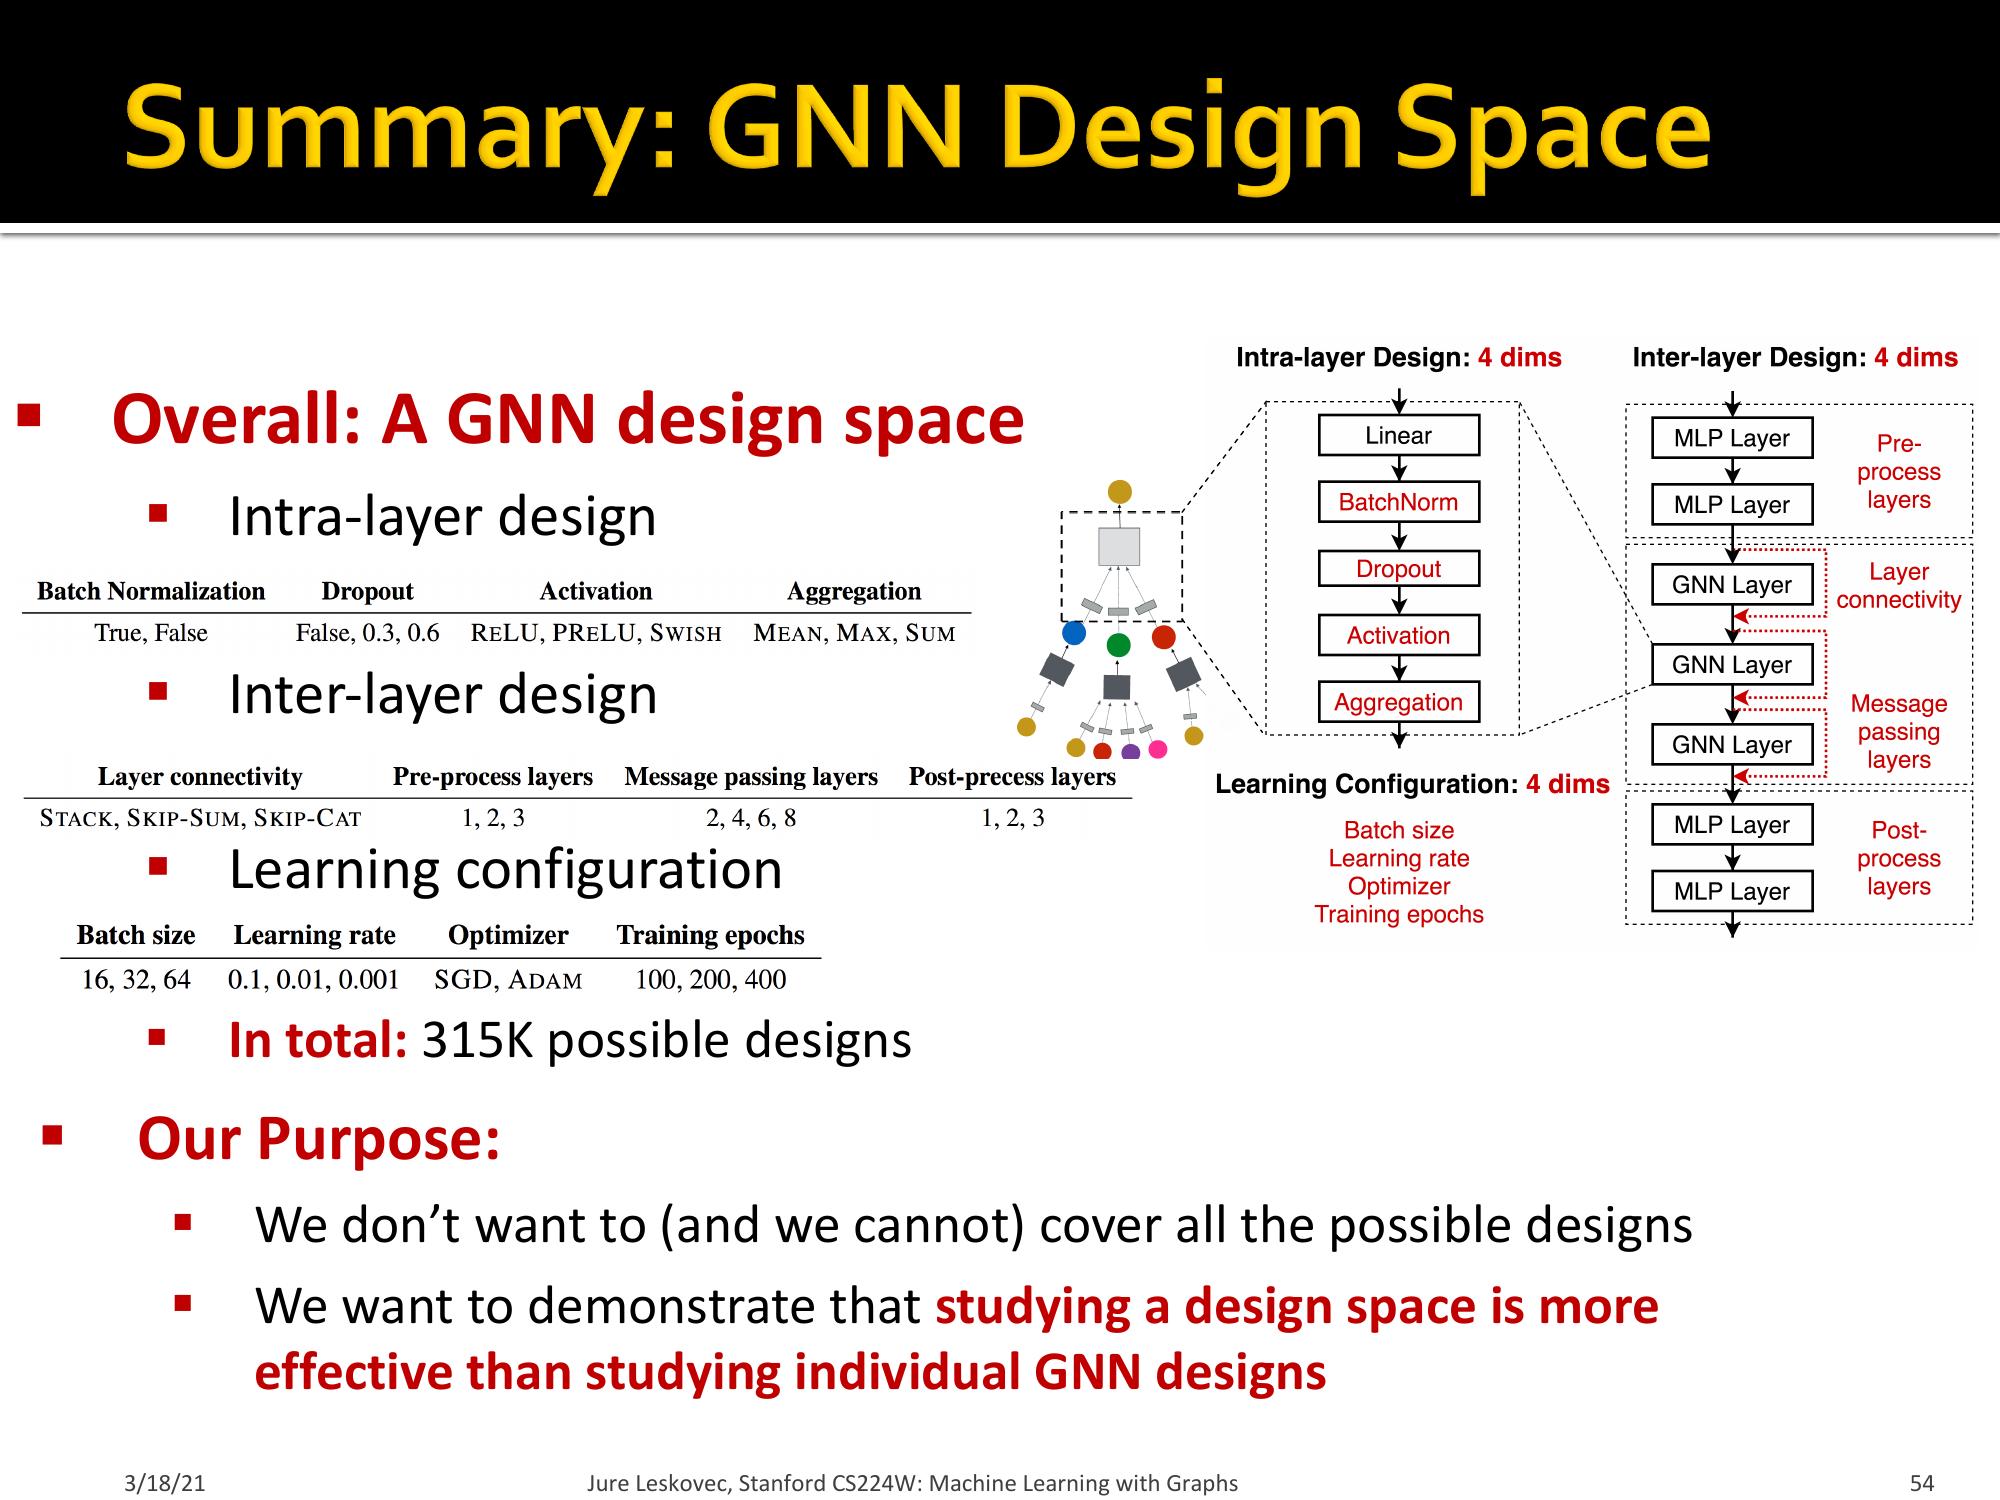 Summary: GNN Design Space
Overall: A GNN design space
Intra-layer design
Batch Normalization Dropout Activation Aggregation
True, False False, 0.3, 0.6 RELU, PRELU, SWISH MEAN, MAX, SUM
Inter-layer design
Layer connectivity Pre-process layers Message passing layers Post-precess layers
STACK, SKIP-SUM, SKIP-CAT 1, 2, 3 2, 4, 6, 8 1, 2, 3
Learning configuration
Batch size Learning rate Optimizer Training epochs
16, 32, 64 0.1, 0.01, 0.001 SGD, ADAM 100, 200, 400
In total: 315K possible designs
Intra-layer Design: 4 dims
Linear
BatchNorm
Dropout
Activation
Aggregation
Learning Configuration: 4 dims
Batch size
Learning rate
Optimizer
Training epochs
Inter-layer Design: 4 dims
MLP Layer
MLP Layer
Pre-
process
layers
GNN Layer
Layer
connectivity
GNN Layer
GNN Layer
Message
passing
layers
MLP Layer
MLP Layer
Post-
process
layers
Our Purpose:
We don’t want to (and we cannot) cover all the possible designs
We want to demonstrate that studying a design space is more
effective than studying individual GNN designs
3/18/21
Jure Leskovec, Stanford CS224W: Machine Learning with Graphs
54